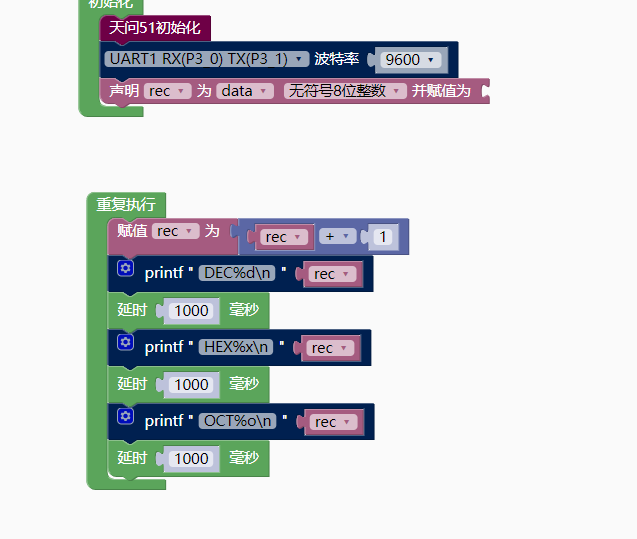 初始化
天问51初始化
UART1 RX(P3_0) TX(P3_1) 波特率 9600
声明 rec 为 data 无符号8位整数 并赋值为
重复执行
赋值 rec 为 rec + 1
printf " DEC%d\n " rec
延时 1000 毫秒
printf " HEX%x\n " rec
延时 1000 毫秒
printf " OCT%o\n " rec
延时 1000 毫秒